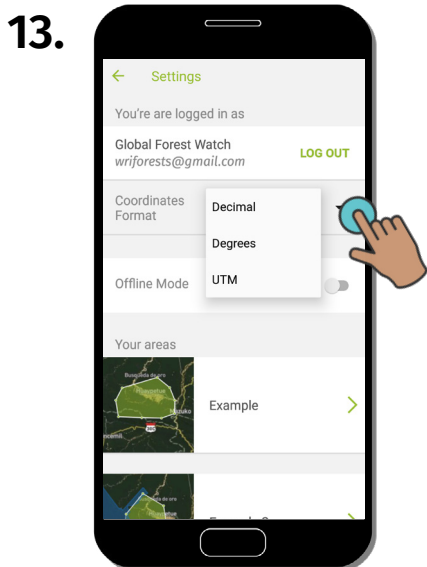 13.
Settings
You're are logged in as
Global Forest Watch
wriforests@gmail.com
LOG OUT
Coordinates
Format
Decimal
Degrees
UTM
Offline Mode
Your areas
Example